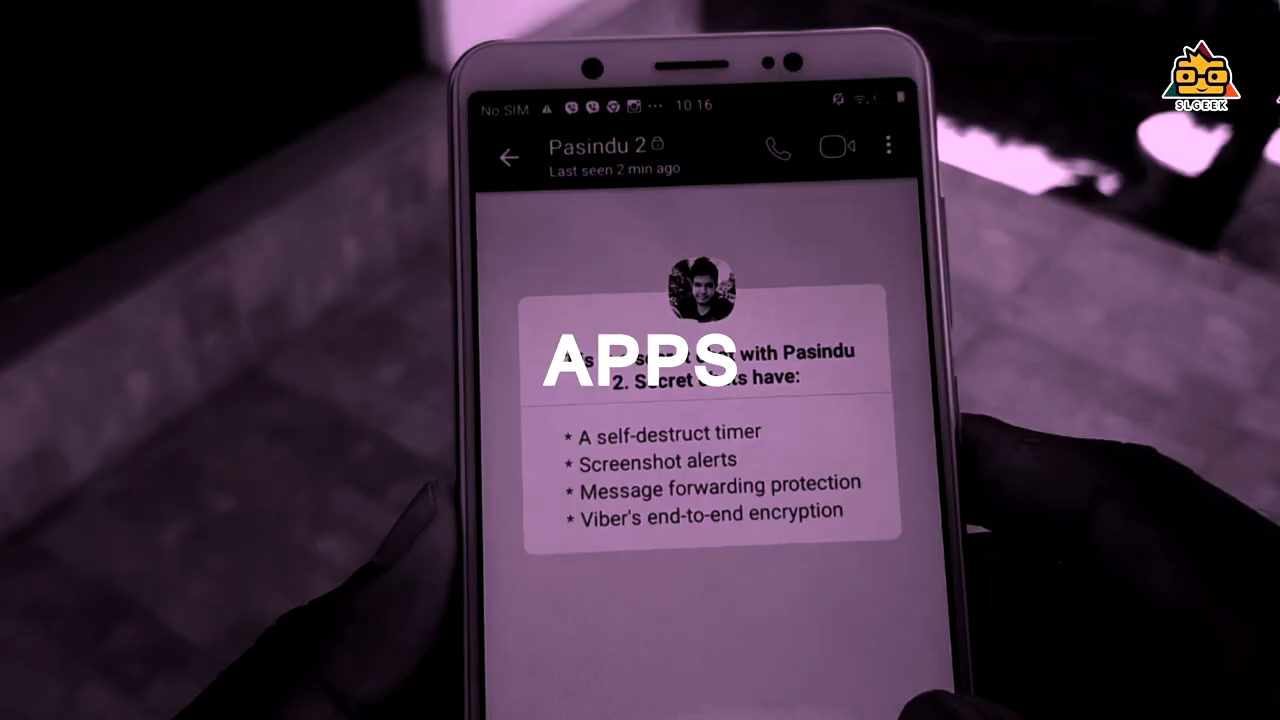 SLGEEK
No SIM 10 16
Pasindu 2
Last seen 2 min ago
APPS
with Pasindu
2. Secret have:
* A self-destruct timer
* Screenshot alerts
* Message forwarding protection
* Viber's end-to-end encryption